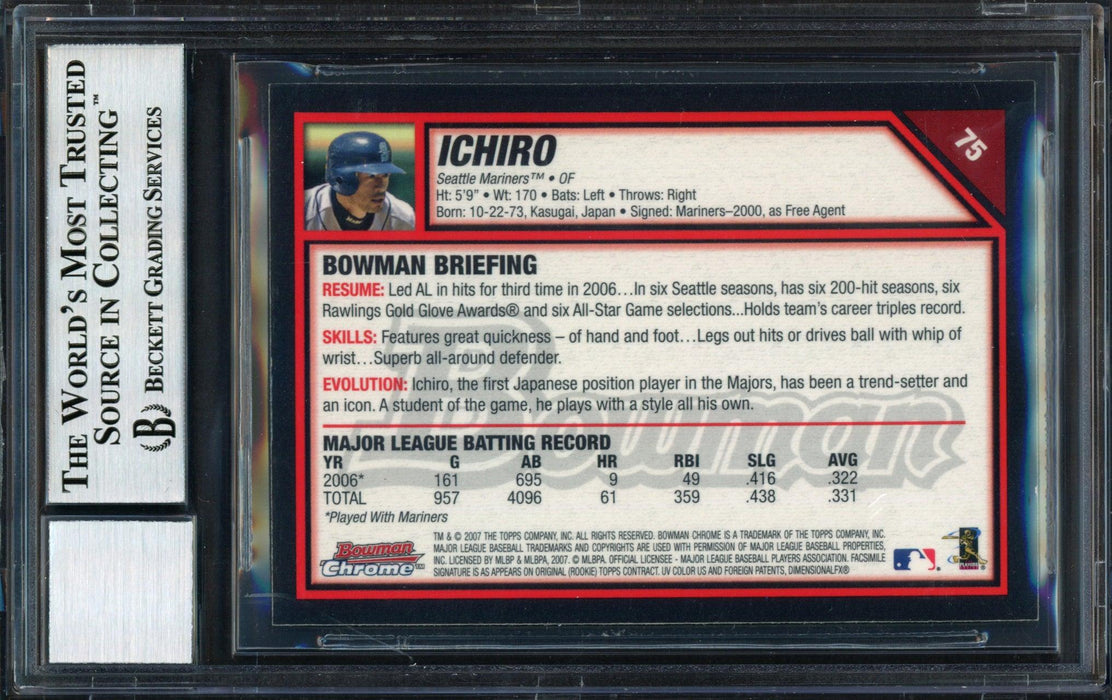 THE WORLD'S MOST TRUSTED
SOURCE IN COLLECTING™
BECKETT GRADING SERVICES
B
75
ICHIRO
Seattle Mariners™ • OF
Ht: 5'9" • Wt: 170 • Bats: Left • Throws: Right
Born: 10-22-73, Kasugai, Japan • Signed: Mariners–2000, as Free Agent
BOWMAN BRIEFING
RESUME: Led AL in hits for third time in 2006...In six Seattle seasons, has six 200-hit seasons, six
Rawlings Gold Glove Awards® and six All-Star Game selections...Holds team's career triples record.
SKILLS: Features great quickness – of hand and foot...Legs out hits or drives ball with whip of
wrist...Superb all-around defender.
EVOLUTION: Ichiro, the first Japanese position player in the Majors, has been a trend-setter and
an icon. A student of the game, he plays with a style all his own.
Bowman
MAJOR LEAGUE BATTING RECORD
YR G AB HR RBI SLG AVG
2006* 161 695 9 49 .416 .322
TOTAL 957 4096 61 359 .438 .331
*Played With Mariners
Bowman
Chrome™
TM & © 2007 THE TOPPS COMPANY, INC. ALL RIGHTS RESERVED. BOWMAN CHROME IS A TRADEMARK OF THE TOPPS COMPANY, INC.
MAJOR LEAGUE BASEBALL TRADEMARKS AND COPYRIGHTS ARE USED WITH PERMISSION OF MAJOR LEAGUE BASEBALL PROPERTIES,
INC. LICENSED BY MLBP & MLBPA, 2007. © MLBPA. OFFICIAL LICENSEE - MAJOR LEAGUE BASEBALL PLAYERS ASSOCIATION. FACSIMILE
SIGNATURE IS AS APPEARS ON ORIGINAL (ROOKIE) TOPPS CONTRACT. UV COLOR US AND FOREIGN PATENTS, DIMENSIONALFX®